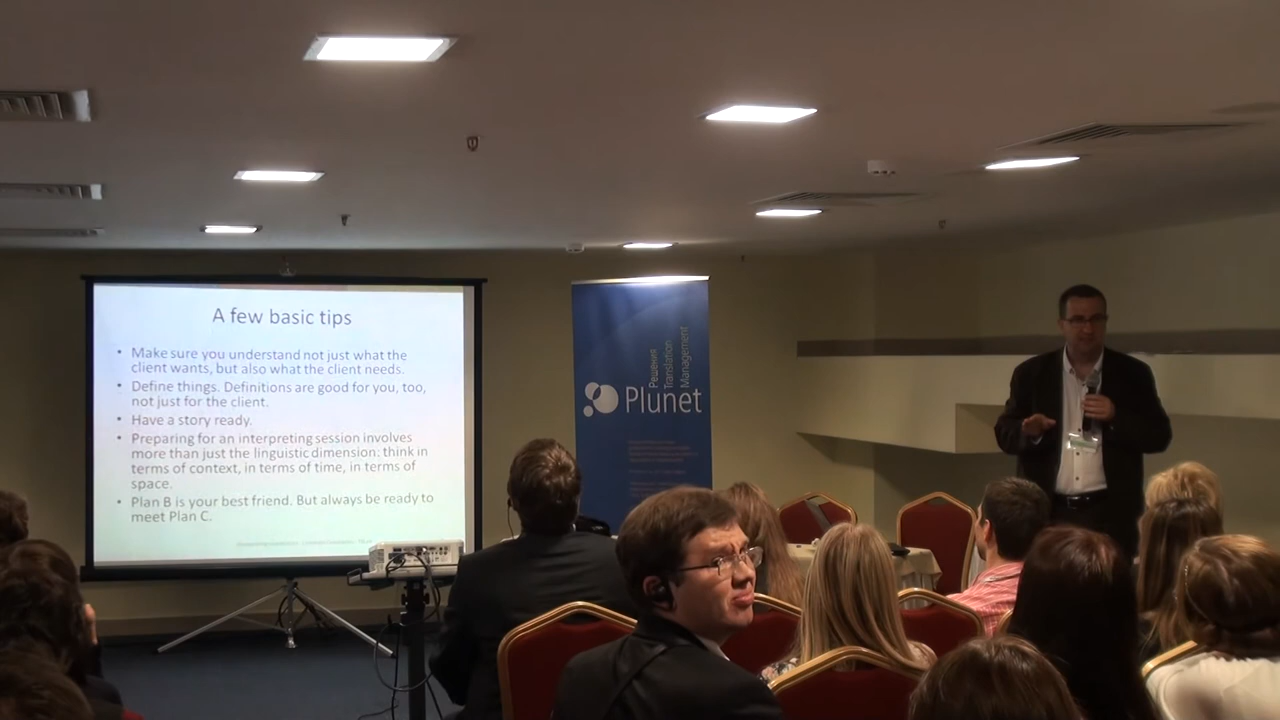 A few basic tips
• Make sure you understand not just what the
client wants, but also what the client needs.
• Define things. Definitions are good for you, too,
not just for the client.
• Have a story ready.
• Preparing for an interpreting session involves
more than just the linguistic dimension: think in
terms of context, in terms of time, in terms of
space.
• Plan B is your best friend. But always be ready to
meet Plan C.
Решения
Translation
Management
Plunet